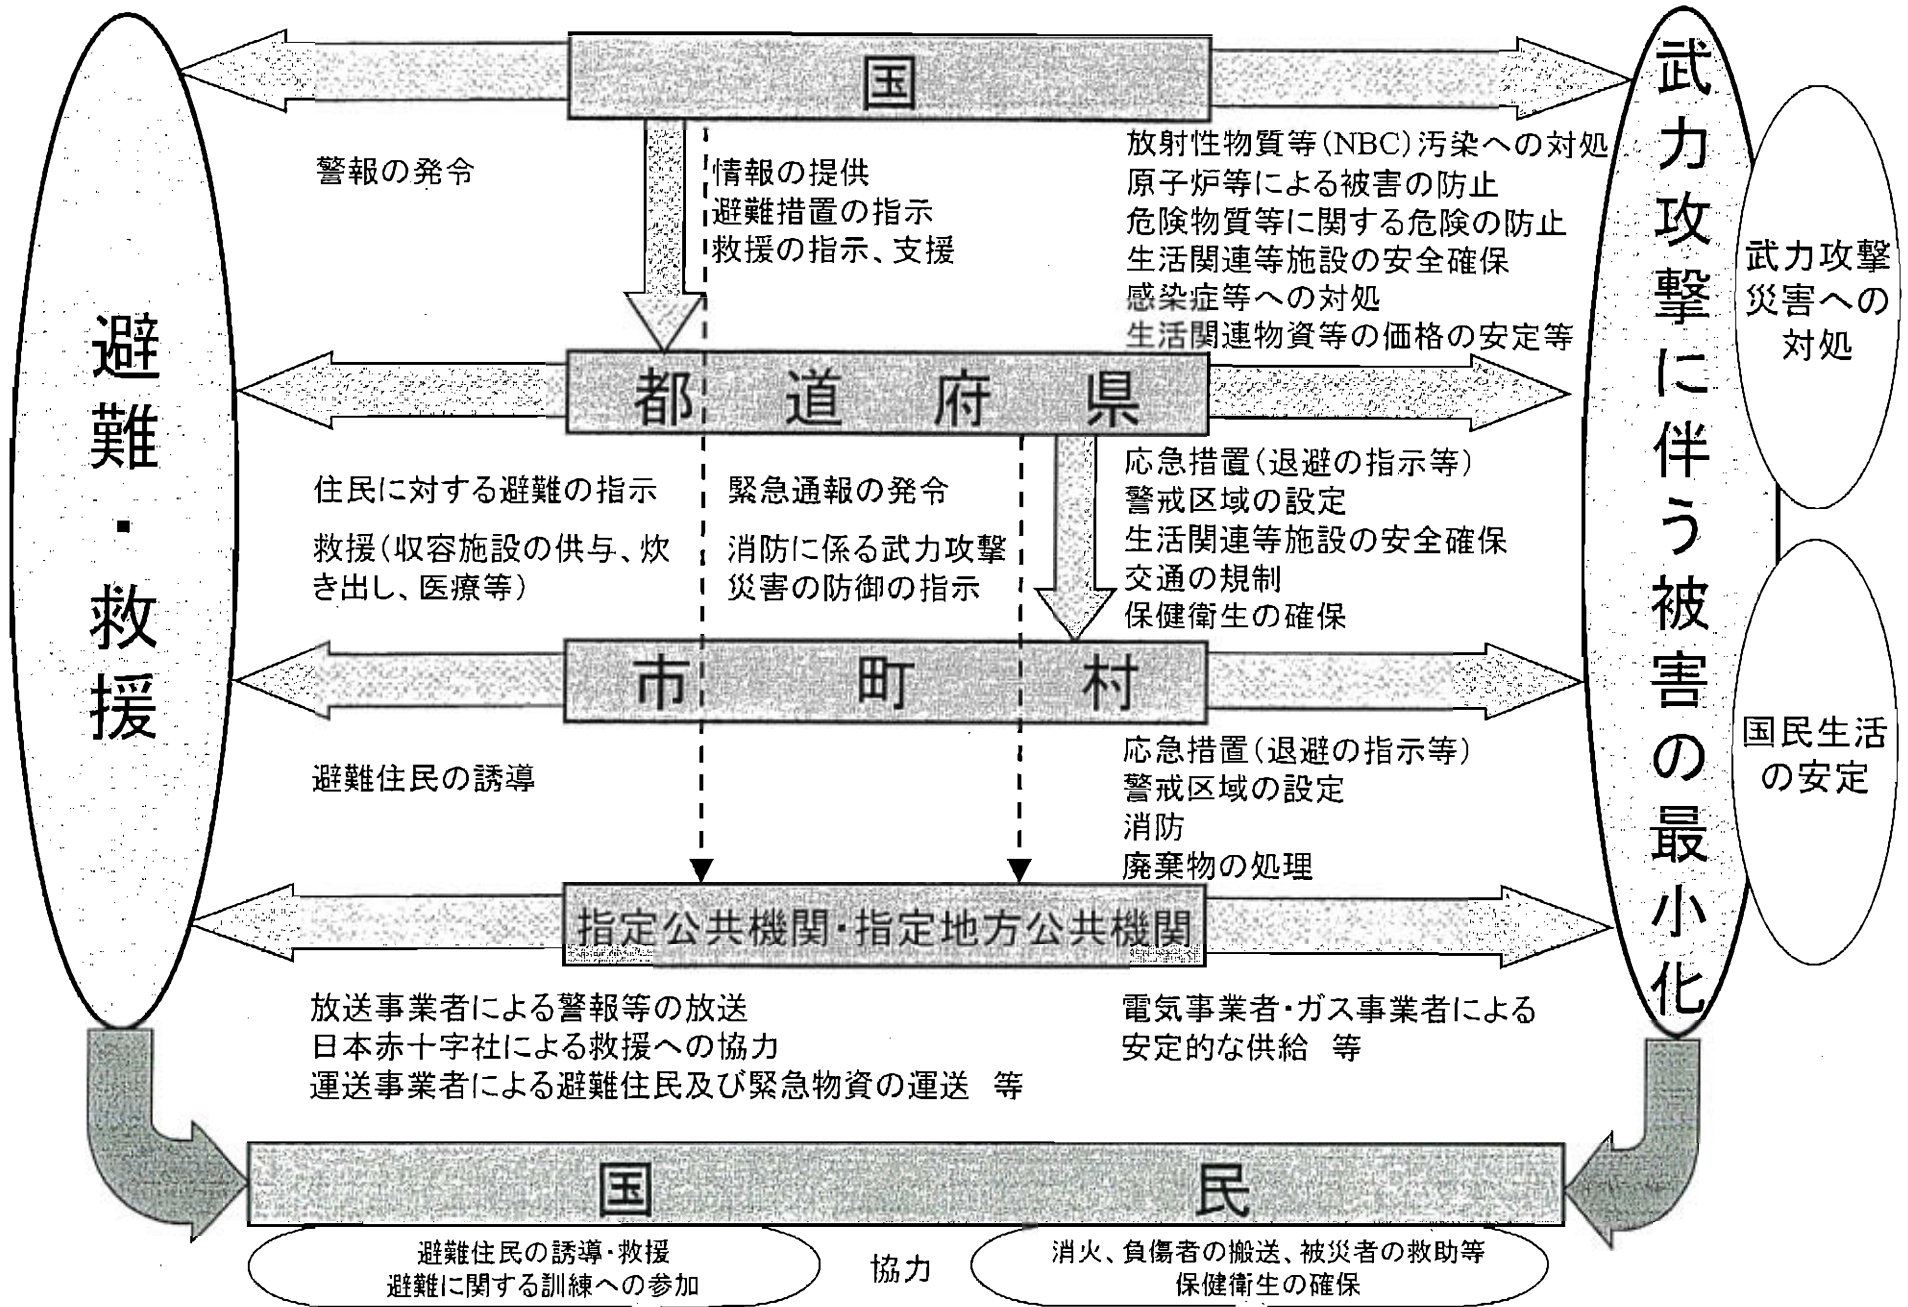 国
警報の発令
情報の提供
避難措置の指示
救援の指示、支援
放射性物質等(NBC)汚染への対処
原子炉等による被害の防止
危険物質等に関する危険の防止
生活関連等施設の安全確保
感染症等への対処
生活関連物資等の価格の安定等
都道府県
住民に対する避難の指示
救援(収容施設の供与、炊
き出し、医療等)
緊急通報の発令
消防に係る武力攻撃
災害の防御の指示
応急措置(退避の指示等)
警戒区域の設定
生活関連等施設の安全確保
交通の規制
保健衛生の確保
市町村
避難住民の誘導
応急措置(退避の指示等)
警戒区域の設定
消防
廃棄物の処理
指定公共機関・指定地方公共機関
放送事業者による警報等の放送
日本赤十字社による救援への協力
運送事業者による避難住民及び緊急物資の運送 等
電気事業者・ガス事業者による
安定的な供給 等
避難・救援
武力攻撃に伴う被害の最小化
武力攻撃
災害への
対処
国民生活
の安定
国民
避難住民の誘導・救援
避難に関する訓練への参加
協力
消火、負傷者の搬送、被災者の救助等
保健衛生の確保